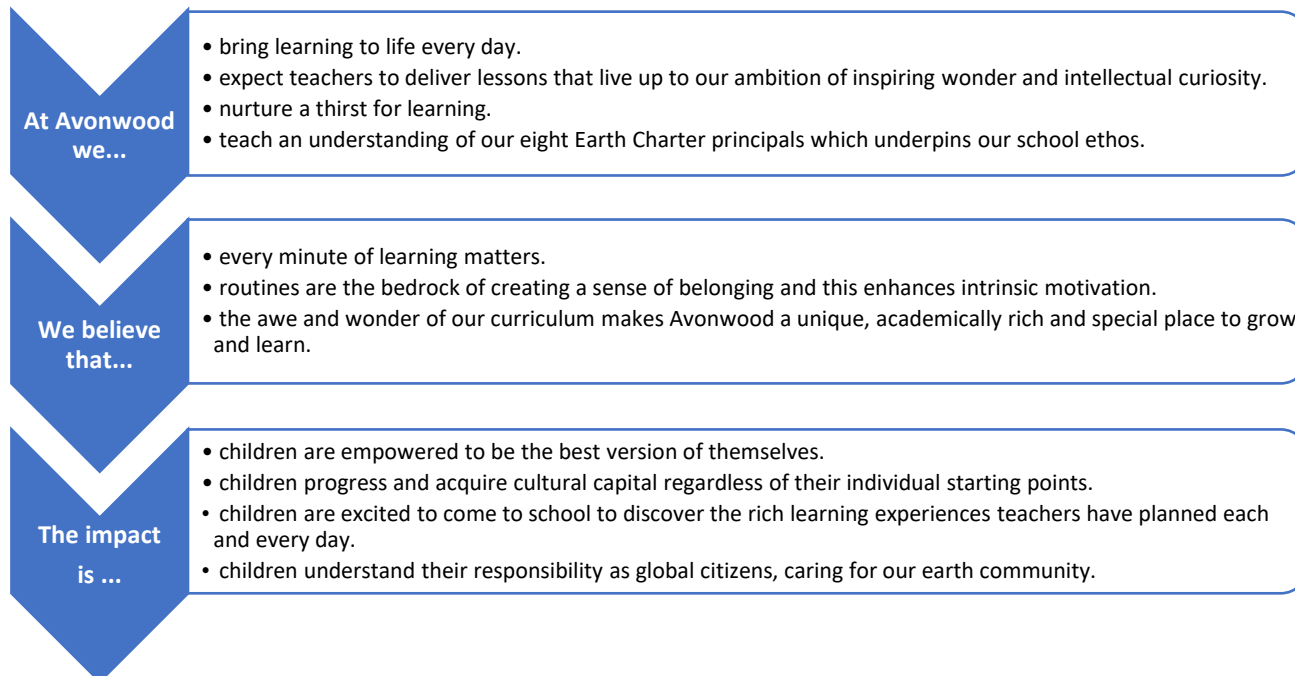 At Avonwood
we...
• bring learning to life every day.
• expect teachers to deliver lessons that live up to our ambition of inspiring wonder and intellectual curiosity.
• nurture a thirst for learning.
• teach an understanding of our eight Earth Charter principals which underpins our school ethos.
We believe
that...
• every minute of learning matters.
• routines are the bedrock of creating a sense of belonging and this enhances intrinsic motivation.
• the awe and wonder of our curriculum makes Avonwood a unique, academically rich and special place to grow
and learn.
The impact
is ...
• children are empowered to be the best version of themselves.
• children progress and acquire cultural capital regardless of their individual starting points.
• children are excited to come to school to discover the rich learning experiences teachers have planned each
and every day.
• children understand their responsibility as global citizens, caring for our earth community.